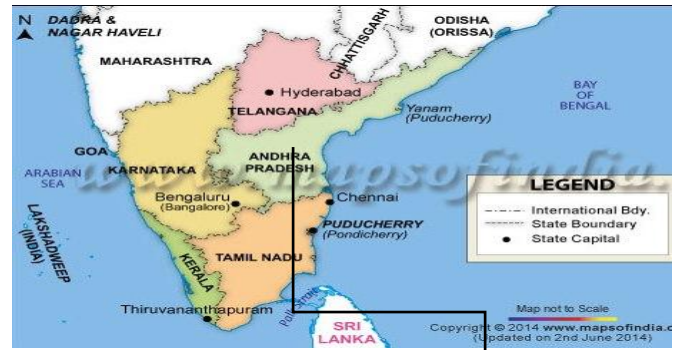 N
DADRA &
NAGAR HAVELI
MAHARASHTRA
CHHATTISGARH
ODISHA
(ORISSA)
Hyderabad
TELANGANA
Yanam
(Puducherry)
BAY
OF
BENGAL
GOA
KARNATAKA
ANDHRA
PRADESH
ARABIAN
SEA
www.mapsofindia.
Bengaluru
(Bangalore)
Chennai
LAKSHADWEEP
(INDIA)
PUDUCHERRY
(Pondicherry)
KERALA
TAMIL NADU
Thiruvananthapuram
Palk Strait
SRI
LANKA
LEGEND
International Bdy.
State Boundary
State Capital
Map not to Scale
Copyright © 2014 www.mapsofindia.c
(Updated on 2nd June 2014)